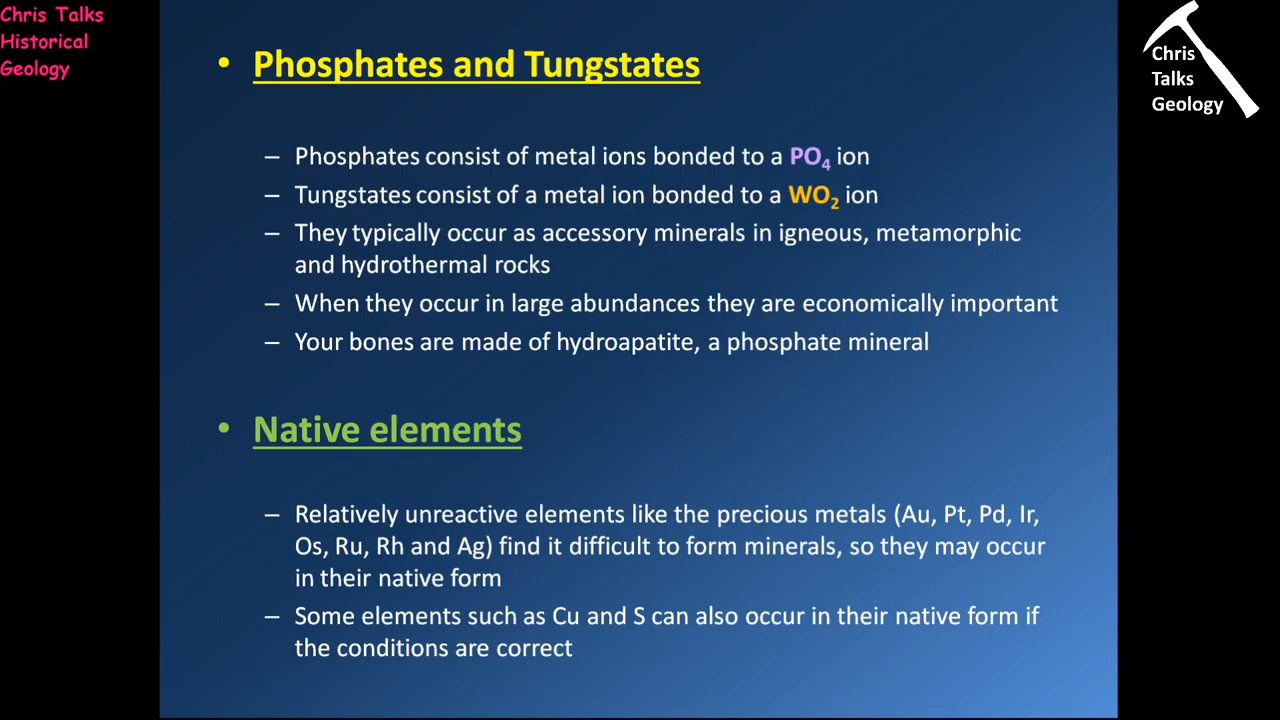 Chris Talks
Historical
Geology
Chris
Talks
Geology
• Phosphates and Tungstates
– Phosphates consist of metal ions bonded to a PO₄ ion
– Tungstates consist of a metal ion bonded to a WO₂ ion
– They typically occur as accessory minerals in igneous, metamorphic
and hydrothermal rocks
– When they occur in large abundances they are economically important
– Your bones are made of hydroapatite, a phosphate mineral
• Native elements
– Relatively unreactive elements like the precious metals (Au, Pt, Pd, Ir,
Os, Ru, Rh and Ag) find it difficult to form minerals, so they may occur
in their native form
– Some elements such as Cu and S can also occur in their native form if
the conditions are correct